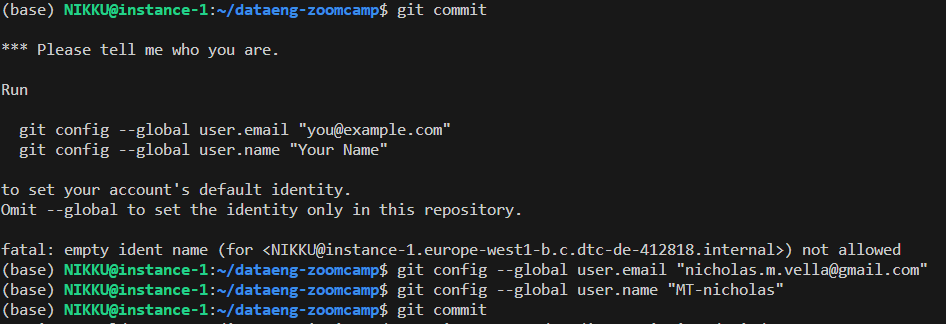 (base) NIKKU@instance-1:~/dataeng-zoomcamp$ git commit
*** Please tell me who you are.
Run
git config --global user.email "you@example.com"
git config --global user.name "Your Name"
to set your account's default identity.
Omit --global to set the identity only in this repository.
fatal: empty ident name (for <NIKKU@instance-1.europe-west1-b.c.dtc-de-412818.internal>) not allowed
(base) NIKKU@instance-1:~/dataeng-zoomcamp$ git config --global user.email "nicholas.m.vella@gmail.com"
(base) NIKKU@instance-1:~/dataeng-zoomcamp$ git config --global user.name "MT-nicholas"
(base) NIKKU@instance-1:~/dataeng-zoomcamp$ git commit